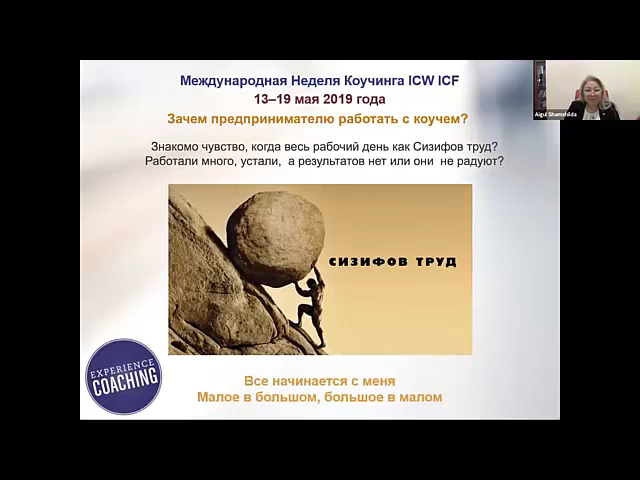 Международная Неделя Коучинга ICW ICF
13–19 мая 2019 года
Зачем предпринимателю работать с коучем?
Знакомо чувство, когда весь рабочий день как Сизифов труд?
Работали много, устали, а результатов нет или они не радуют?
СИЗИФОВ ТРУД
EXPERIENCE
COACHING
Все начинается с меня
Малое в большом, большое в малом
Aigul Shamshilda